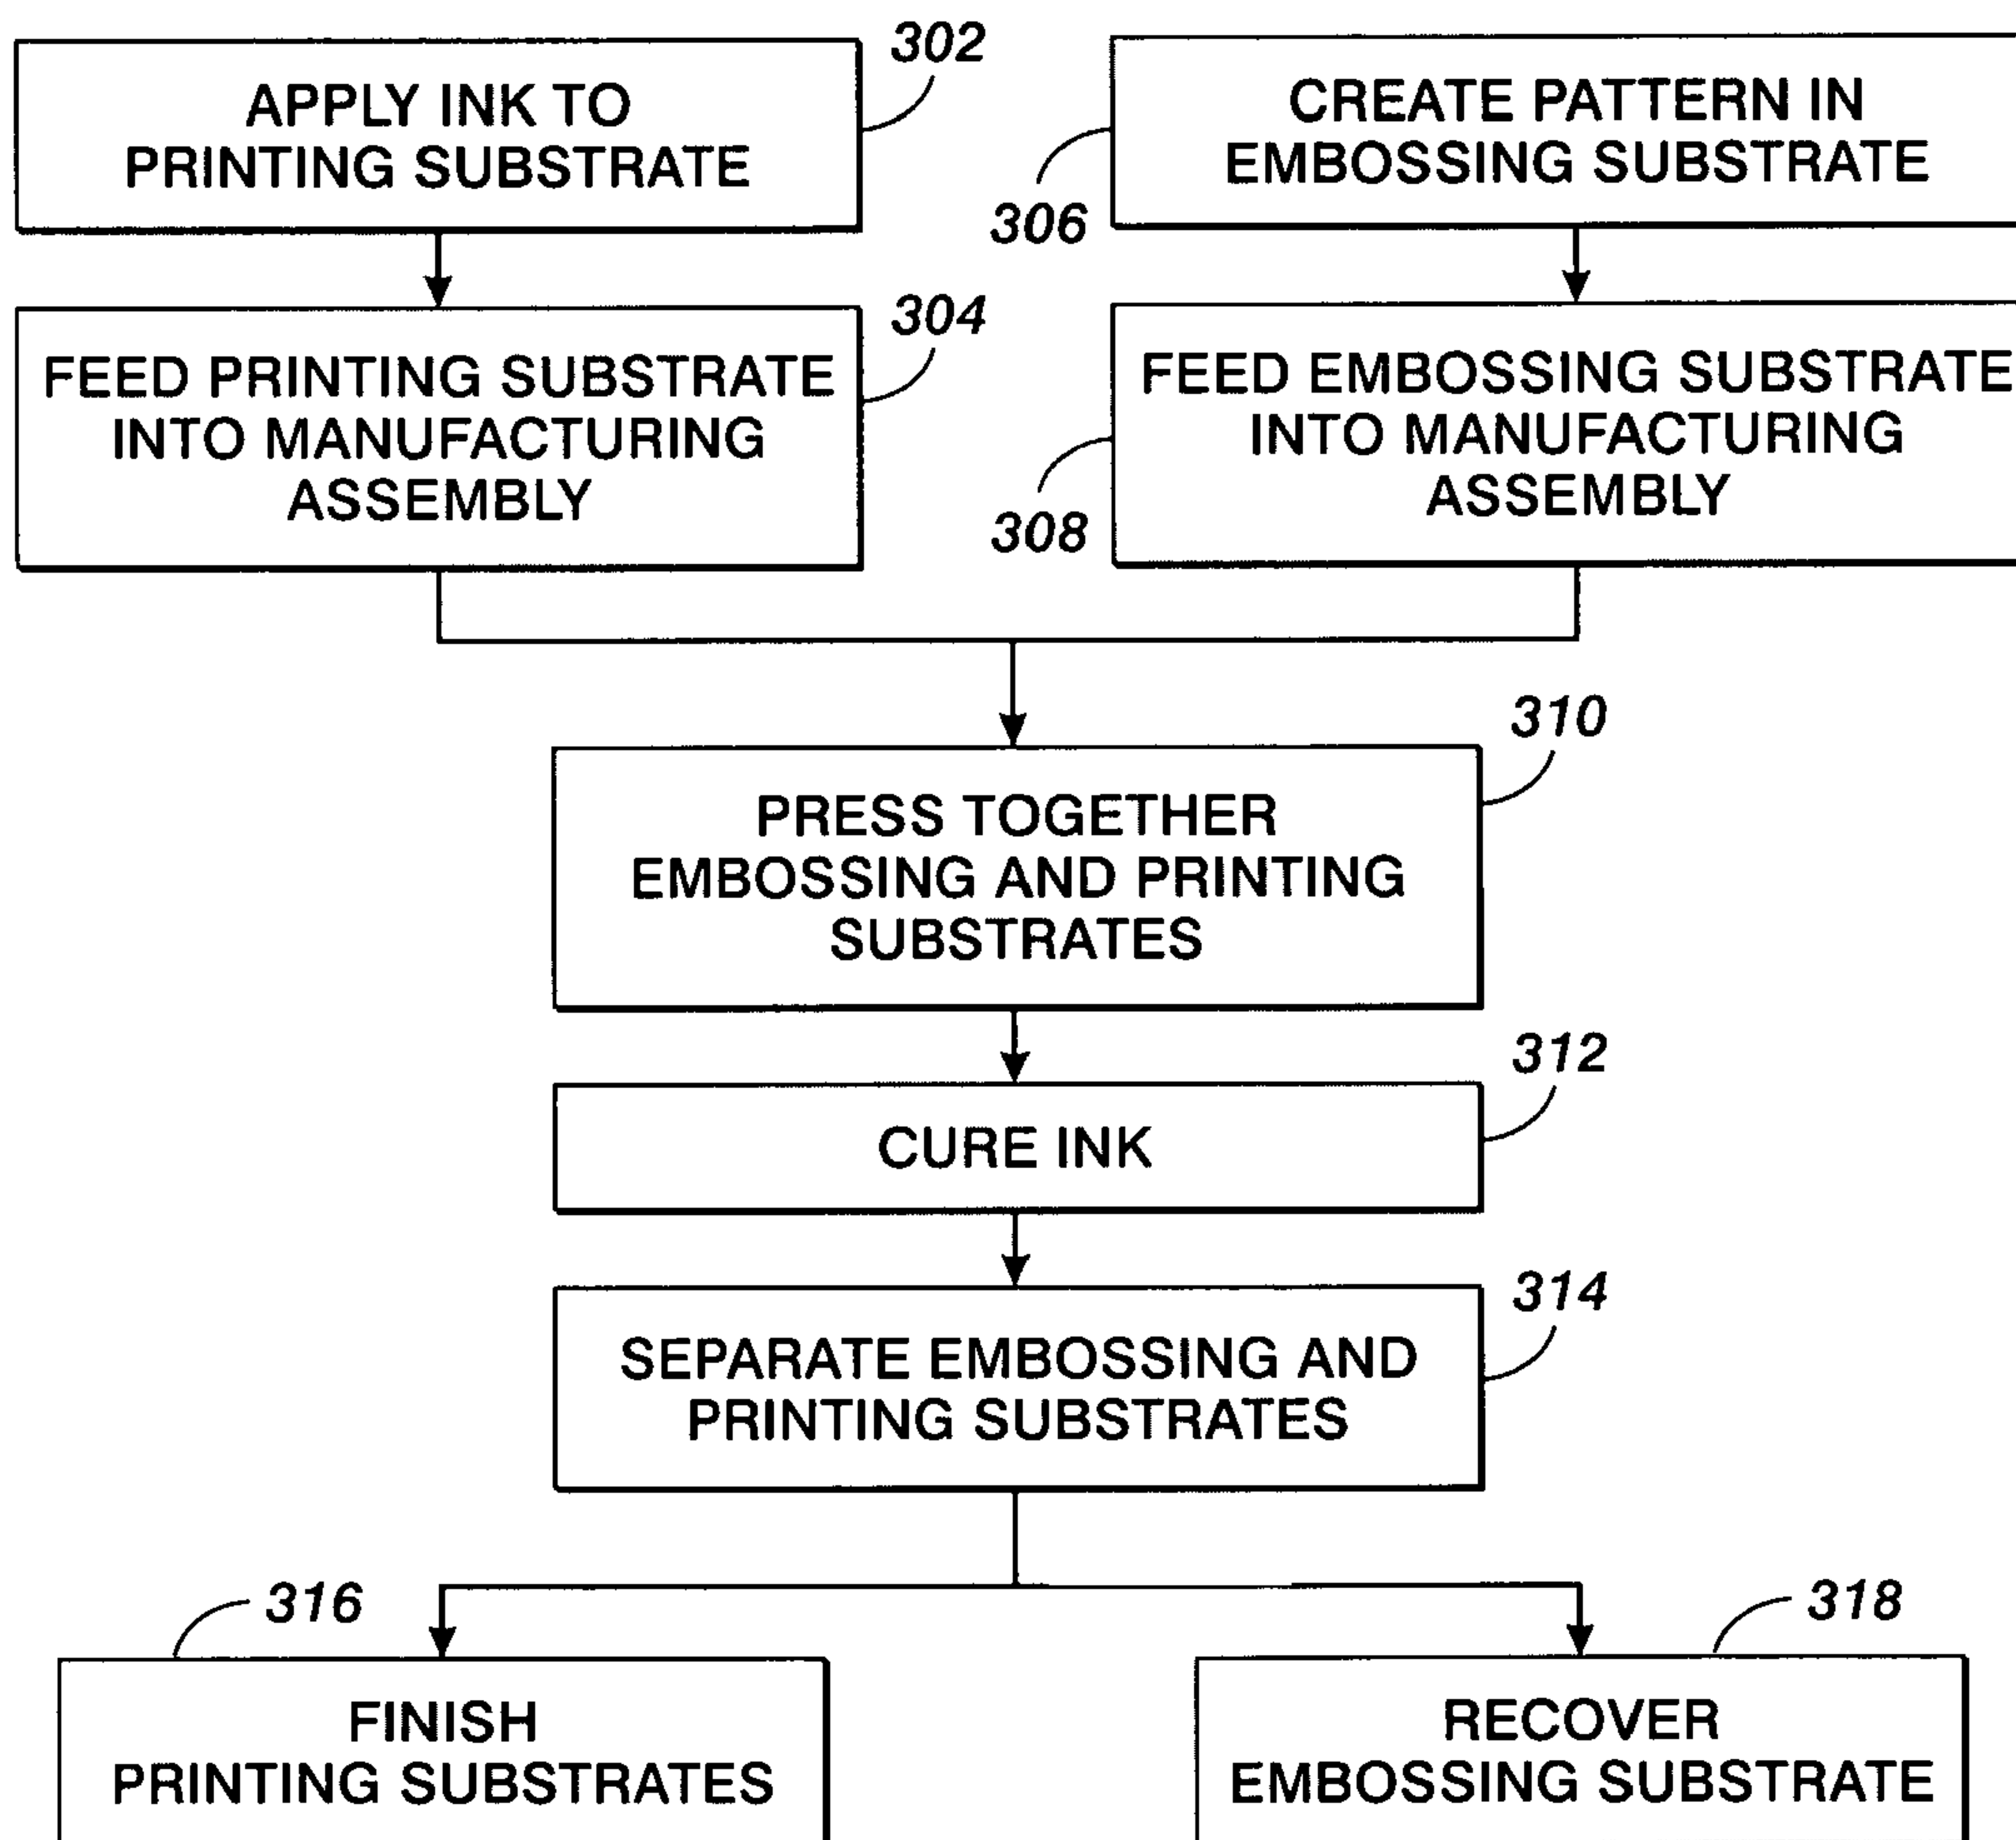 302
APPLY INK TO
PRINTING SUBSTRATE
306
CREATE PATTERN IN
EMBOSSING SUBSTRATE
304
FEED PRINTING SUBSTRATE
INTO MANUFACTURING
ASSEMBLY
308
FEED EMBOSSING SUBSTRATE
INTO MANUFACTURING
ASSEMBLY
310
PRESS TOGETHER
EMBOSSING AND PRINTING
SUBSTRATES
312
CURE INK
314
SEPARATE EMBOSSING AND
PRINTING SUBSTRATES
316
FINISH
PRINTING SUBSTRATES
318
RECOVER
EMBOSSING SUBSTRATE